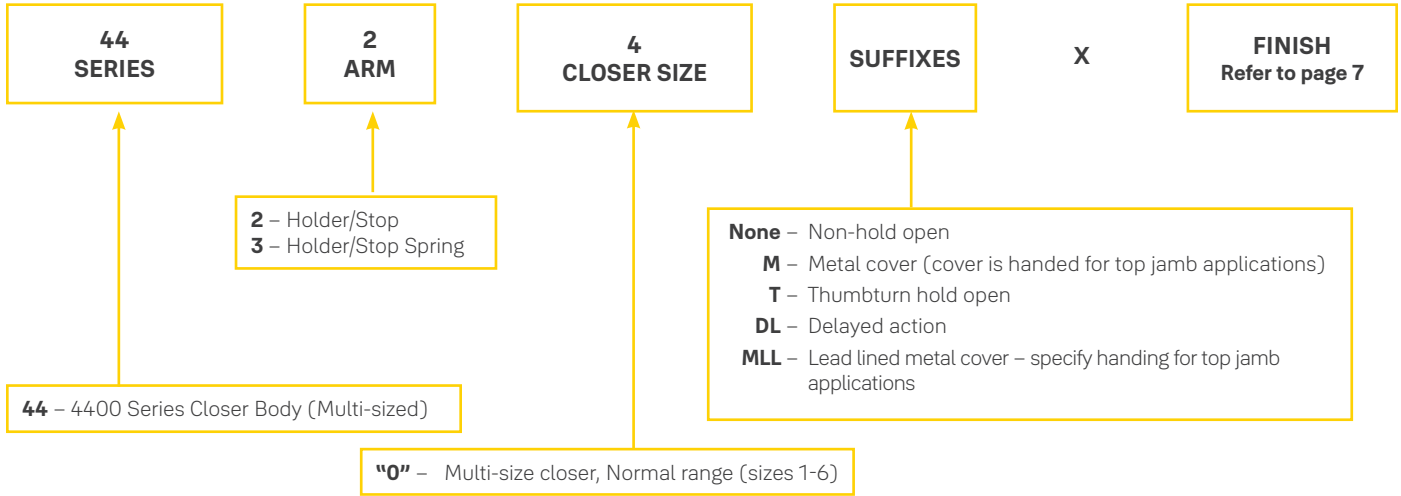 44
SERIES
2
ARM
4
CLOSER SIZE
SUFFIXES
X
FINISH
Refer to page 7
2 – Holder/Stop
3 – Holder/Stop Spring
None – Non-hold open
M – Metal cover (cover is handed for top jamb applications)
T – Thumbturn hold open
DL – Delayed action
MLL – Lead lined metal cover – specify handing for top jamb
applications
44 – 4400 Series Closer Body (Multi-sized)
“0” – Multi-size closer, Normal range (sizes 1-6)